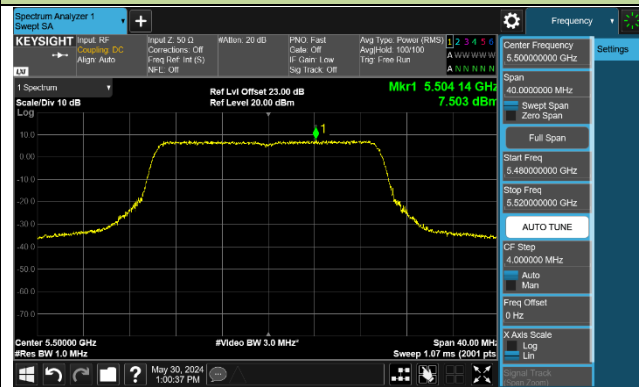 Spectrum Analyzer 1
Swept SA
+
Frequency
KEYSIGHT
Input: RF
Coupling: DC
Align: Auto
Input Z: 50 Ω
Corrections: Off
Freq Ref: Int (S)
NFE: Off
#Atten: 20 dB
PNO: Fast
Gate: Off
IF Gain: Low
Sig Track: Off
Avg Type: Power (RMS)
Avg|Hold: 100/100
Trig: Free Run
1 2 3 4 5 6
A W W W W W
A N N N N N
LXI
1 Spectrum
Scale/Div 10 dB
Log
Ref Lvl Offset 23.00 dB
Ref Level 20.00 dBm
Mkr1 5.504 14 GHz
7.503 dBm
1
10.0
0.00
-10.0
-20.0
-30.0
-40.0
-50.0
-60.0
-70.0
Center 5.50000 GHz
#Res BW 1.0 MHz
#Video BW 3.0 MHz*
Span 40.00 MHz
Sweep 1.07 ms (2001 pts)
May 30, 2024
1:00:37 PM
Center Frequency
5.500000000 GHz
Span
40.0000000 MHz
Swept Span
Zero Span
Full Span
Start Freq
5.480000000 GHz
Stop Freq
5.520000000 GHz
AUTO TUNE
CF Step
4.000000 MHz
Auto
Man
Freq Offset
0 Hz
X Axis Scale
Log
Lin
Signal Track
(Span Zoom)
Settings